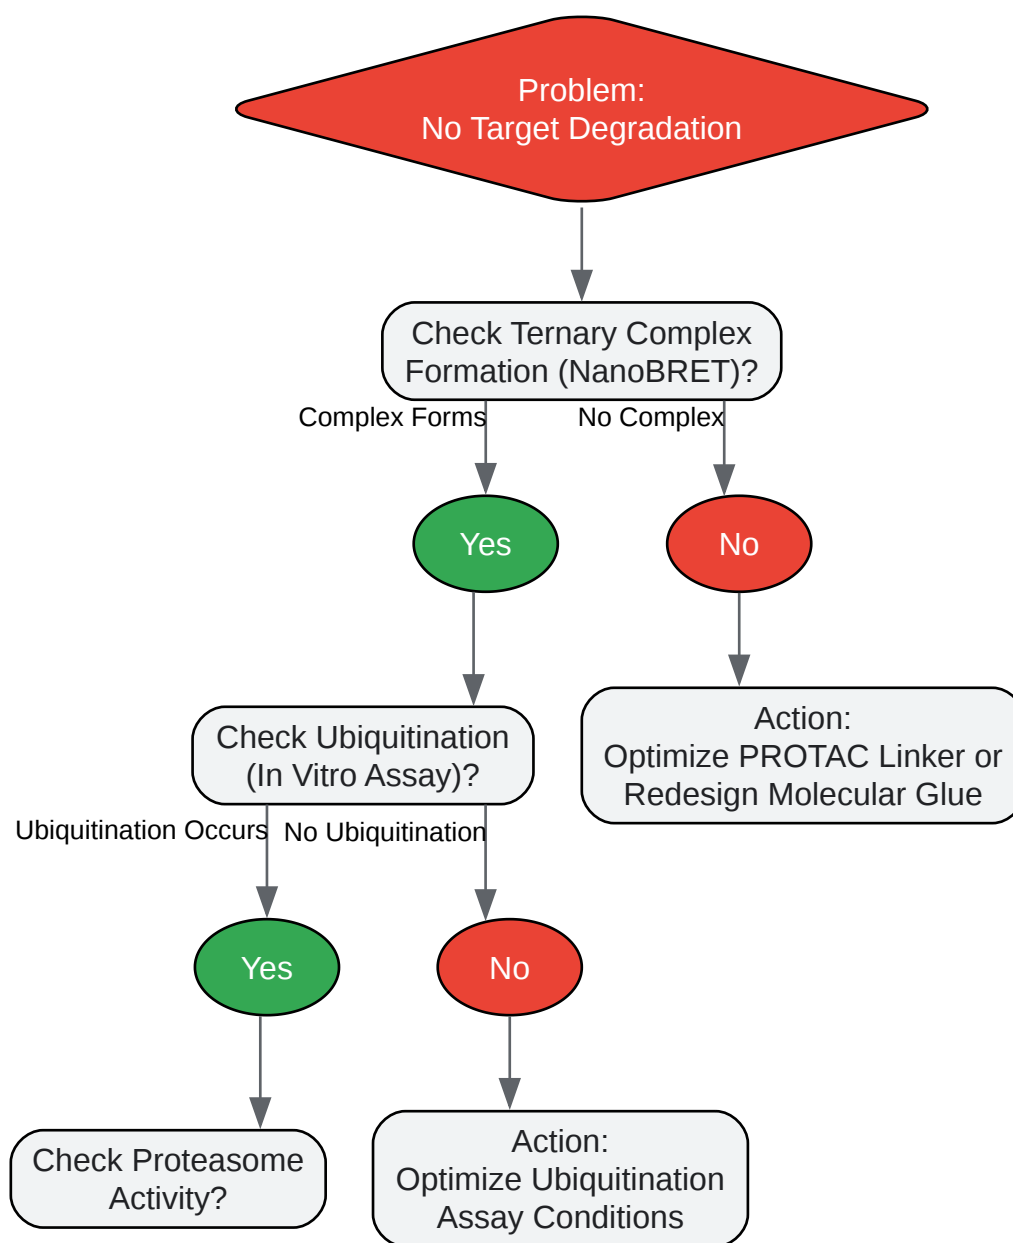 Problem:
No Target Degradation
Check Ternary Complex
Formation (NanoBRET)?
Complex Forms
No Complex
Yes
No
Check Ubiquitination
(In Vitro Assay)?
Action:
Optimize PROTAC Linker or
Redesign Molecular Glue
Ubiquitination Occurs
No Ubiquitination
Yes
No
Check Proteasome
Activity?
Action:
Optimize Ubiquitination
Assay Conditions